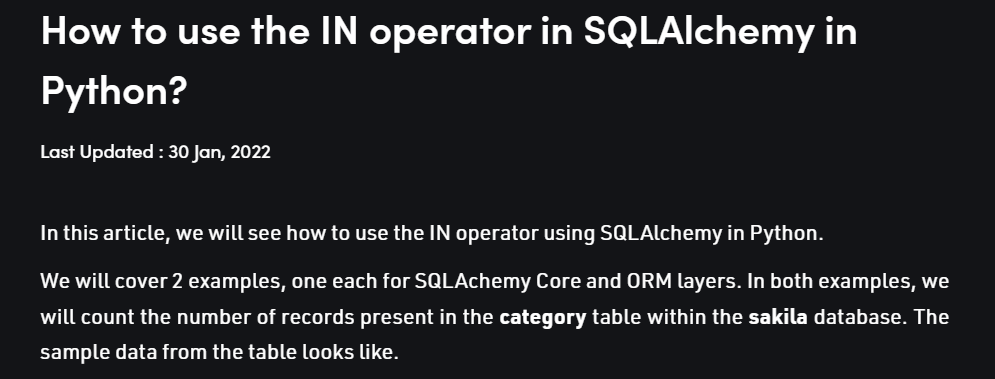 How to use the IN operator in SQLAlchemy in
Python?
Last Updated : 30 Jan, 2022
In this article, we will see how to use the IN operator using SQLAlchemy in Python.
We will cover 2 examples, one each for SQLAchemy Core and ORM layers. In both examples, we
will count the number of records present in the category table within the sakila database. The
sample data from the table looks like.